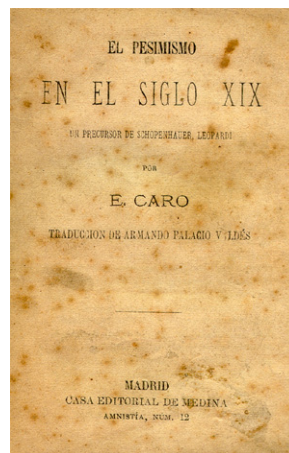 EL PESIMISMO
EN EL SIGLO XIX
UN PRECURSOR DE SCHOPENHAUER, LEOPARDI
POR
E. CARO
TRADUCCION DE ARMANDO PALACIO VALDÉS
MADRID
CASA EDITORIAL DE MEDINA
AMNISTÍA, NÚM. 12